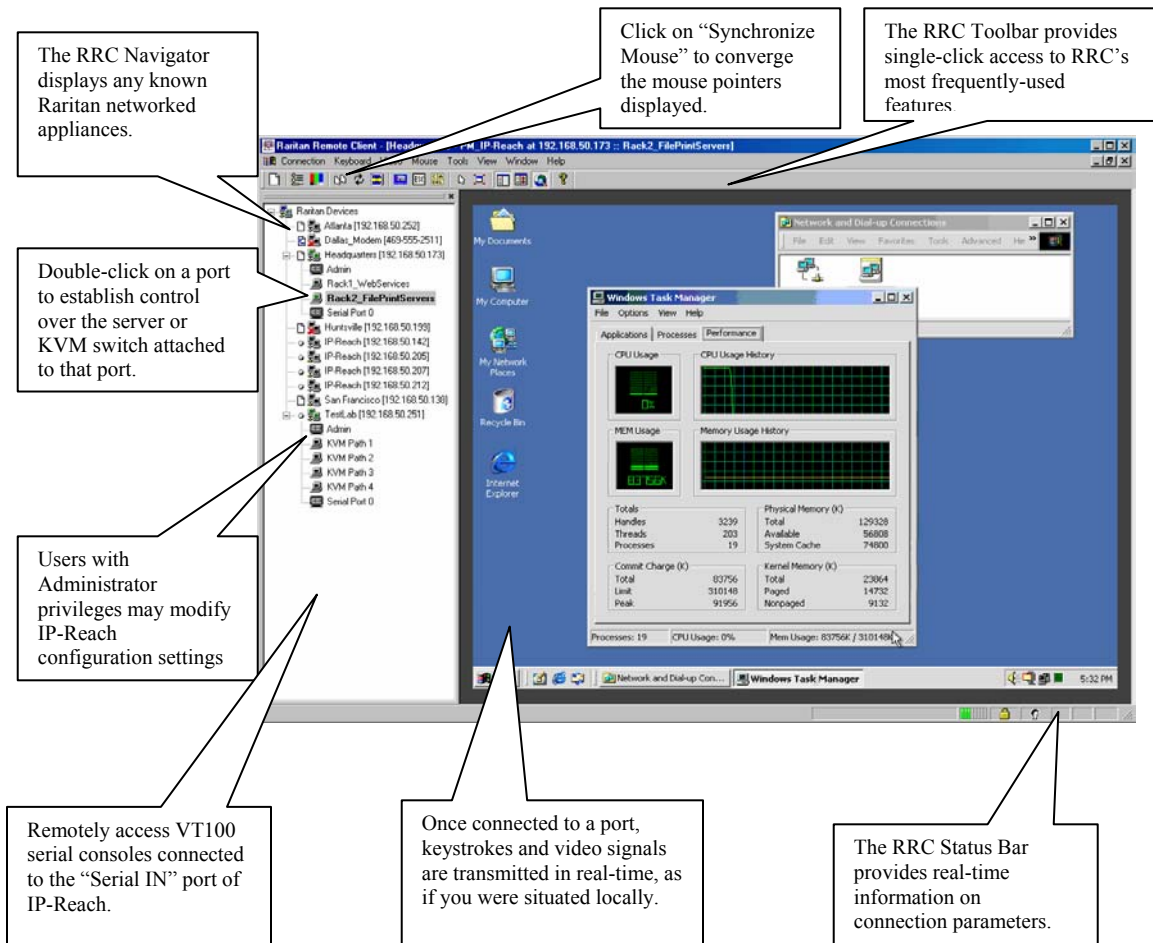 The RRC Navigator
displays any known
Raritan networked
appliances.
Click on “Synchronize
Mouse” to converge
the mouse pointers
displayed.
The RRC Toolbar provides
single-click access to RRC’s
most frequently-used
features.
Raritan Remote Client - [Headq PM_IP-Reach at 192.168.50.173 :: Rack2_FilePrintServers]
Connection Keyboard Mouse Tools View Window Help
Double-click on a port
to establish control
over the server or
KVM switch attached
to that port.
Users with
Administrator
privileges may modify
IP-Reach
configuration settings
Raritan Devices
Atlanta [192.168.50.252]
Dallas_Modem [469-555-2511]
Headquarters [192.168.50.173]
Admin
Rack1_WebServices
Rack2_FilePrintServers
Serial Port 0
Huntsville [192.168.50.199]
IP-Reach [192.168.50.142]
IP-Reach [192.168.50.205]
IP-Reach [192.168.50.207]
IP-Reach [192.168.50.212]
San Francisco [192.168.50.138]
TestLab [192.168.50.251]
Admin
KVM Path 1
KVM Path 2
KVM Path 3
KVM Path 4
Serial Port 0
My Documents
My Computer
My Network
Places
Recycle Bin
Internet
Explorer
Network and Dial-up Connections
File Edit View Favorites Tools Advanced
Windows Task Manager
File Options View Help
Applications Processes Performance
CPU Usage CPU Usage History
0%
MEM Usage Memory Usage History
83756K
Totals
Handles 3239
Threads 203
Processes 19
Physical Memory (K)
Total 129328
Available 56808
System Cache 74800
Commit Charge (K)
Total 83756
Limit 310148
Peak 91956
Kernel Memory (K)
Total 23864
Paged 14732
Nonpaged 9132
Processes: 19 CPU Usage: 0% Mem Usage: 83756K / 310148K
Network and Dial-up Con... Windows Task Manager 5:32 PM
Remotely access VT100
serial consoles connected
to the “Serial IN” port of
IP-Reach.
Once connected to a port,
keystrokes and video signals
are transmitted in real-time, as
if you were situated locally.
The RRC Status Bar
provides real-time
information on
connection parameters.